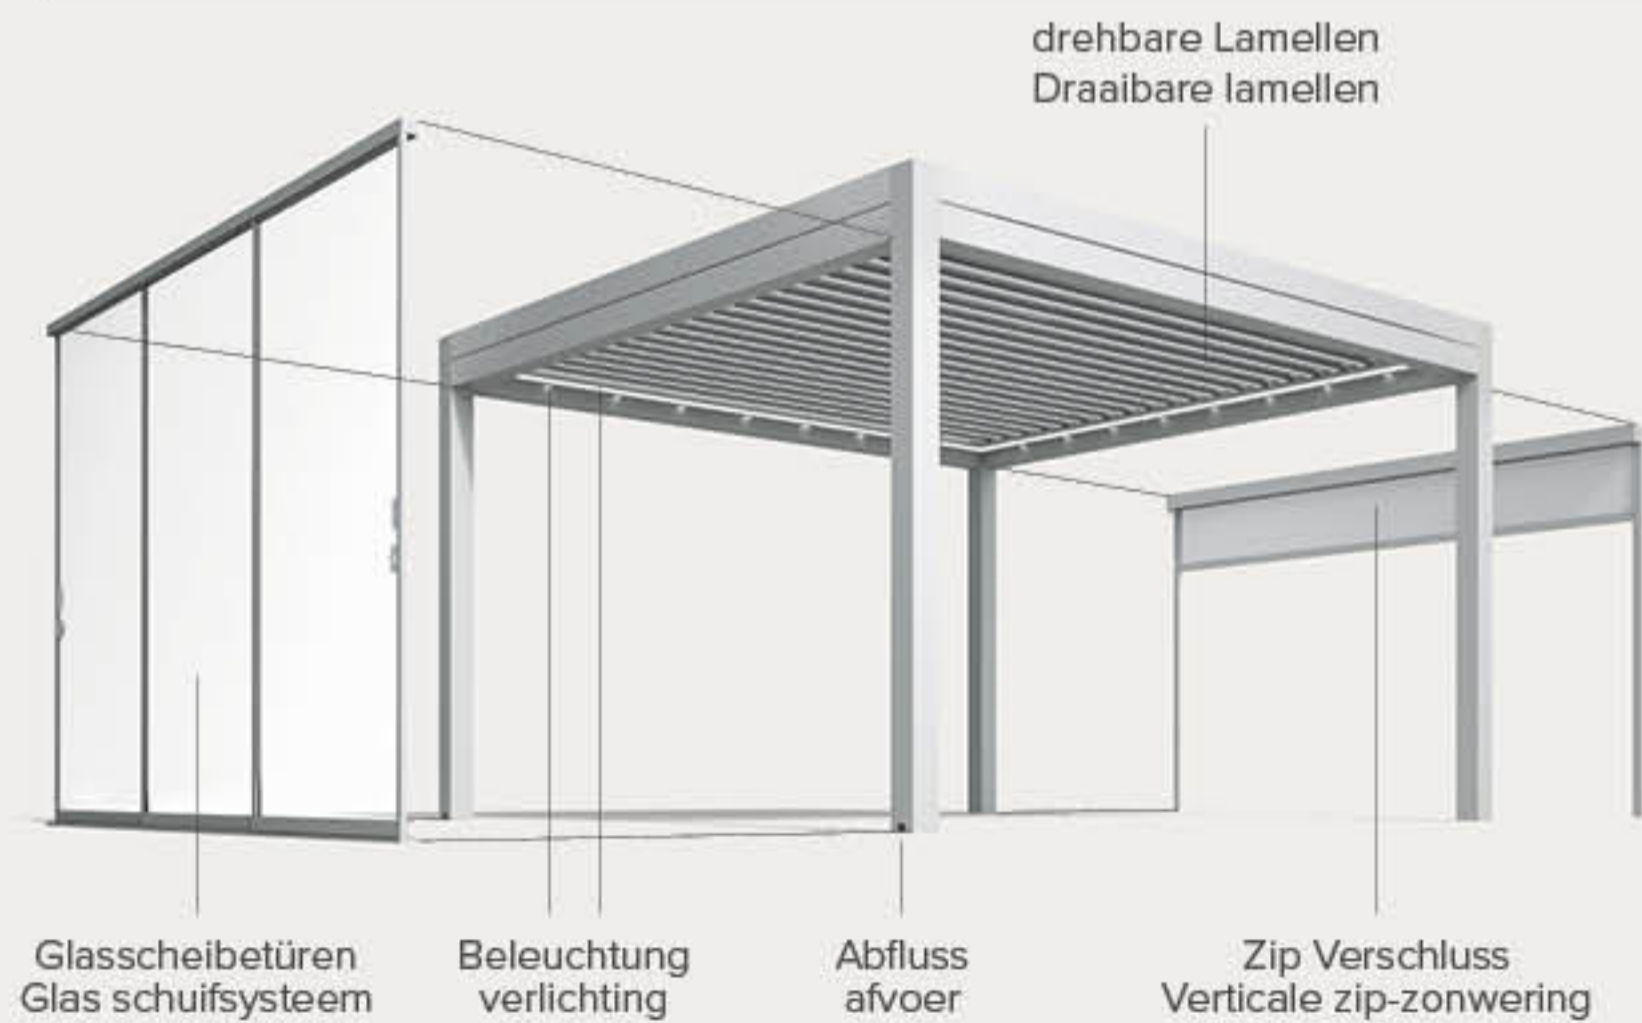 drehbare Lamellen
Draaibare lamellen
Glasscheibetüren
Glas schuifsysteem
Beleuchtung
verlichting
Abfluss
afvoer
Zip Verschluss
Verticale zip-zonwering